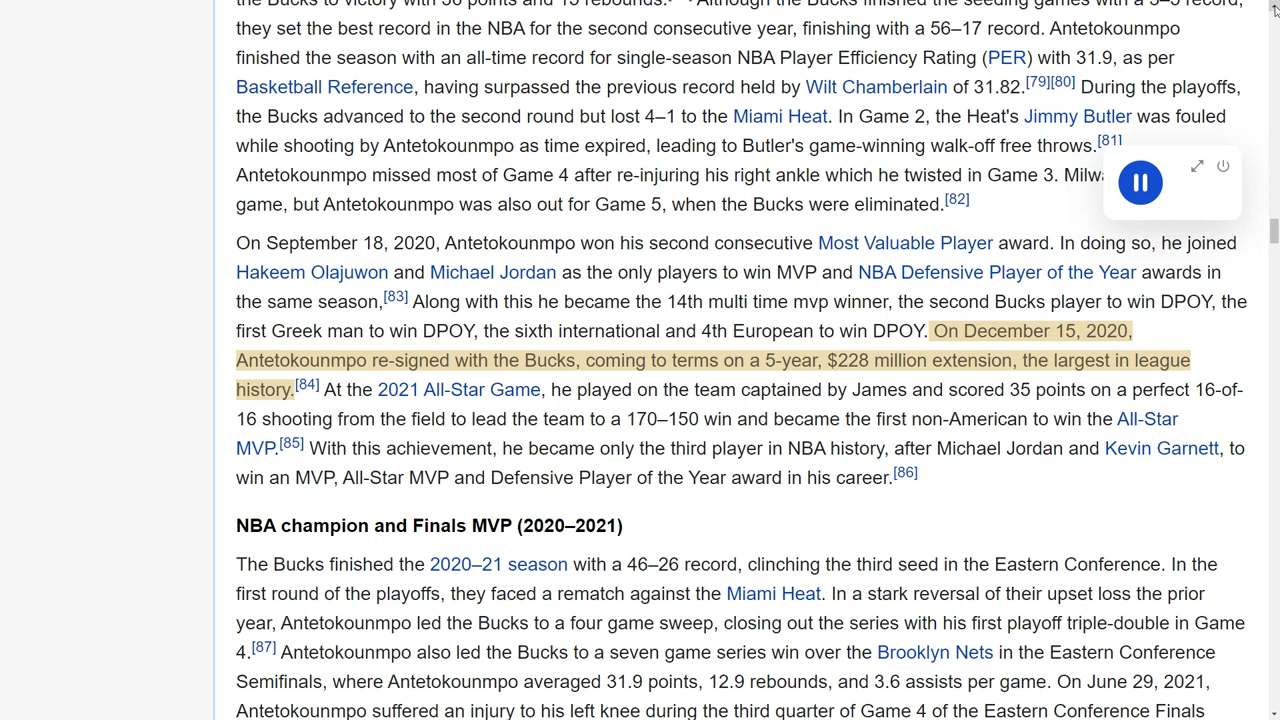 the Bucks to victory with 36 points and 15 rebounds. Although the Bucks finished the seeding games with a 3–5 record,
they set the best record in the NBA for the second consecutive year, finishing with a 56–17 record. Antetokounmpo
finished the season with an all-time record for single-season NBA Player Efficiency Rating (PER) with 31.9, as per
Basketball Reference, having surpassed the previous record held by Wilt Chamberlain of 31.82.[79][80] During the playoffs,
the Bucks advanced to the second round but lost 4–1 to the Miami Heat. In Game 2, the Heat's Jimmy Butler was fouled
while shooting by Antetokounmpo as time expired, leading to Butler's game-winning walk-off free throws.[81]
Antetokounmpo missed most of Game 4 after re-injuring his right ankle which he twisted in Game 3.
game, but Antetokounmpo was also out for Game 5, when the Bucks were eliminated.[82]
On September 18, 2020, Antetokounmpo won his second consecutive Most Valuable Player award. In doing so, he joined
Hakeem Olajuwon and Michael Jordan as the only players to win MVP and NBA Defensive Player of the Year awards in
the same season,[83] Along with this he became the 14th multi time mvp winner, the second Bucks player to win DPOY, the
first Greek man to win DPOY, the sixth international and 4th European to win DPOY. On December 15, 2020,
Antetokounmpo re-signed with the Bucks, coming to terms on a 5-year, $228 million extension, the largest in league
history.[84] At the 2021 All-Star Game, he played on the team captained by James and scored 35 points on a perfect 16-of-
16 shooting from the field to lead the team to a 170–150 win and became the first non-American to win the All-Star
MVP.[85] With this achievement, he became only the third player in NBA history, after Michael Jordan and Kevin Garnett, to
win an MVP, All-Star MVP and Defensive Player of the Year award in his career.[86]
NBA champion and Finals MVP (2020–2021)
The Bucks finished the 2020–21 season with a 46–26 record, clinching the third seed in the Eastern Conference. In the
first round of the playoffs, they faced a rematch against the Miami Heat. In a stark reversal of their upset loss the prior
year, Antetokounmpo led the Bucks to a four game sweep, closing out the series with his first playoff triple-double in Game
4.[87] Antetokounmpo also led the Bucks to a seven game series win over the Brooklyn Nets in the Eastern Conference
Semifinals, where Antetokounmpo averaged 31.9 points, 12.9 rebounds, and 3.6 assists per game. On June 29, 2021,
Antetokounmpo suffered an injury to his left knee during the third quarter of Game 4 of the Eastern Conference Finals